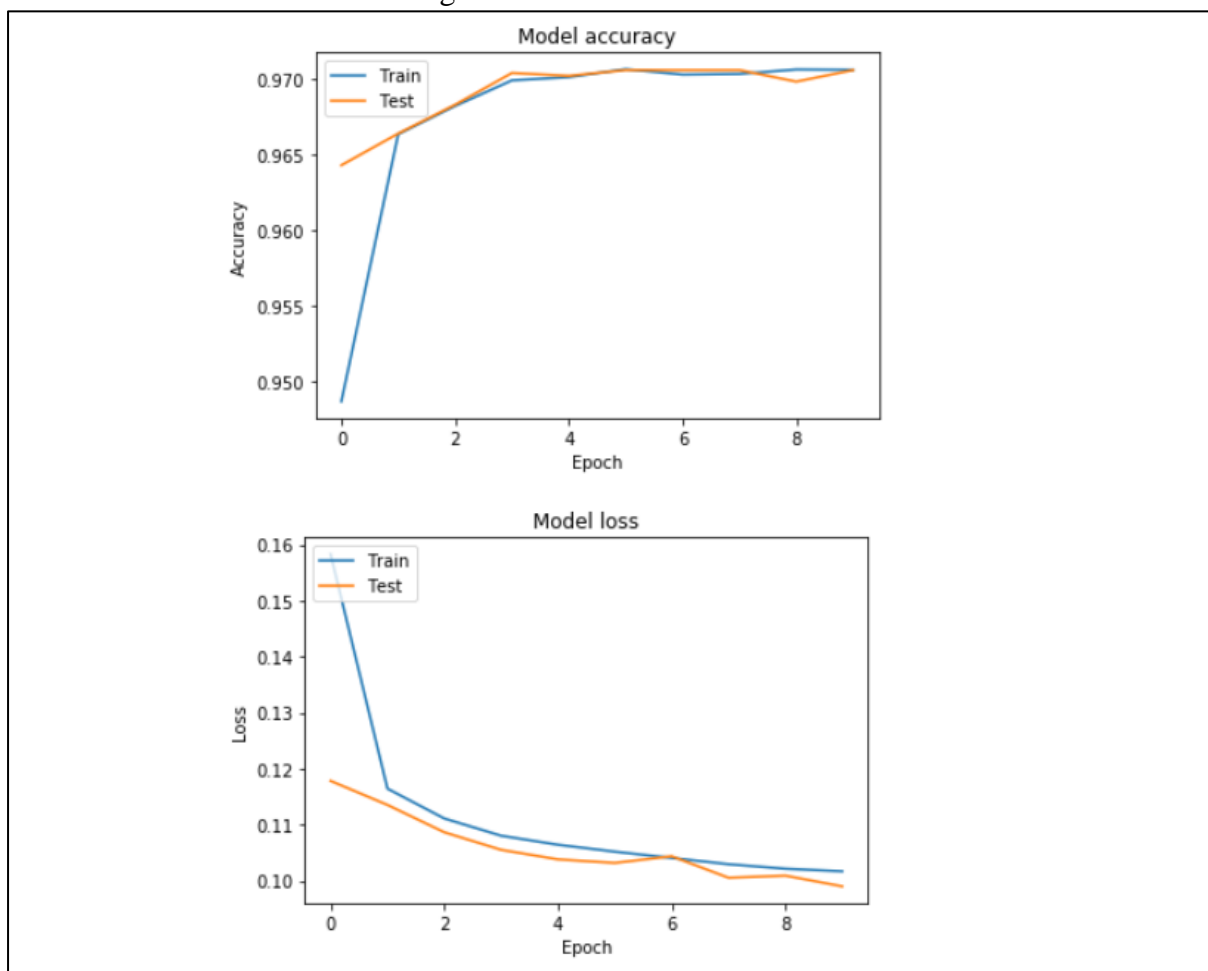 Model accuracy
Train
Test
0.970
0.965
0.960
0.955
0.950
Accuracy
0 2 4 6 8
Epoch
Model loss
Train
Test
0.16
0.15
0.14
0.13
0.12
0.11
0.10
Loss
0 2 4 6 8
Epoch